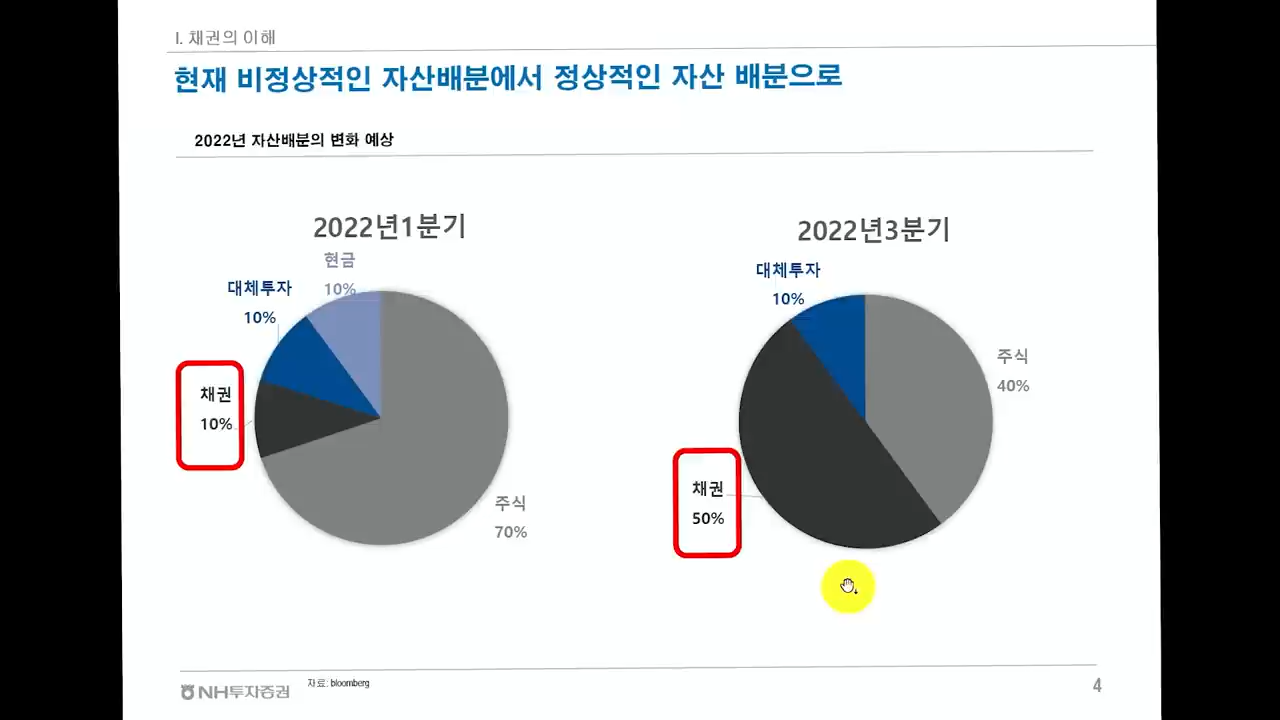 I. 채권의 이해
현재 비정상적인 자산배분에서 정상적인 자산 배분으로
2022년 자산배분의 변화 예상
2022년1분기
현금
10%
대체투자
10%
채권
10%
주식
70%
2022년3분기
대체투자
10%
주식
40%
채권
50%
NH투자증권
자료: bloomberg
4